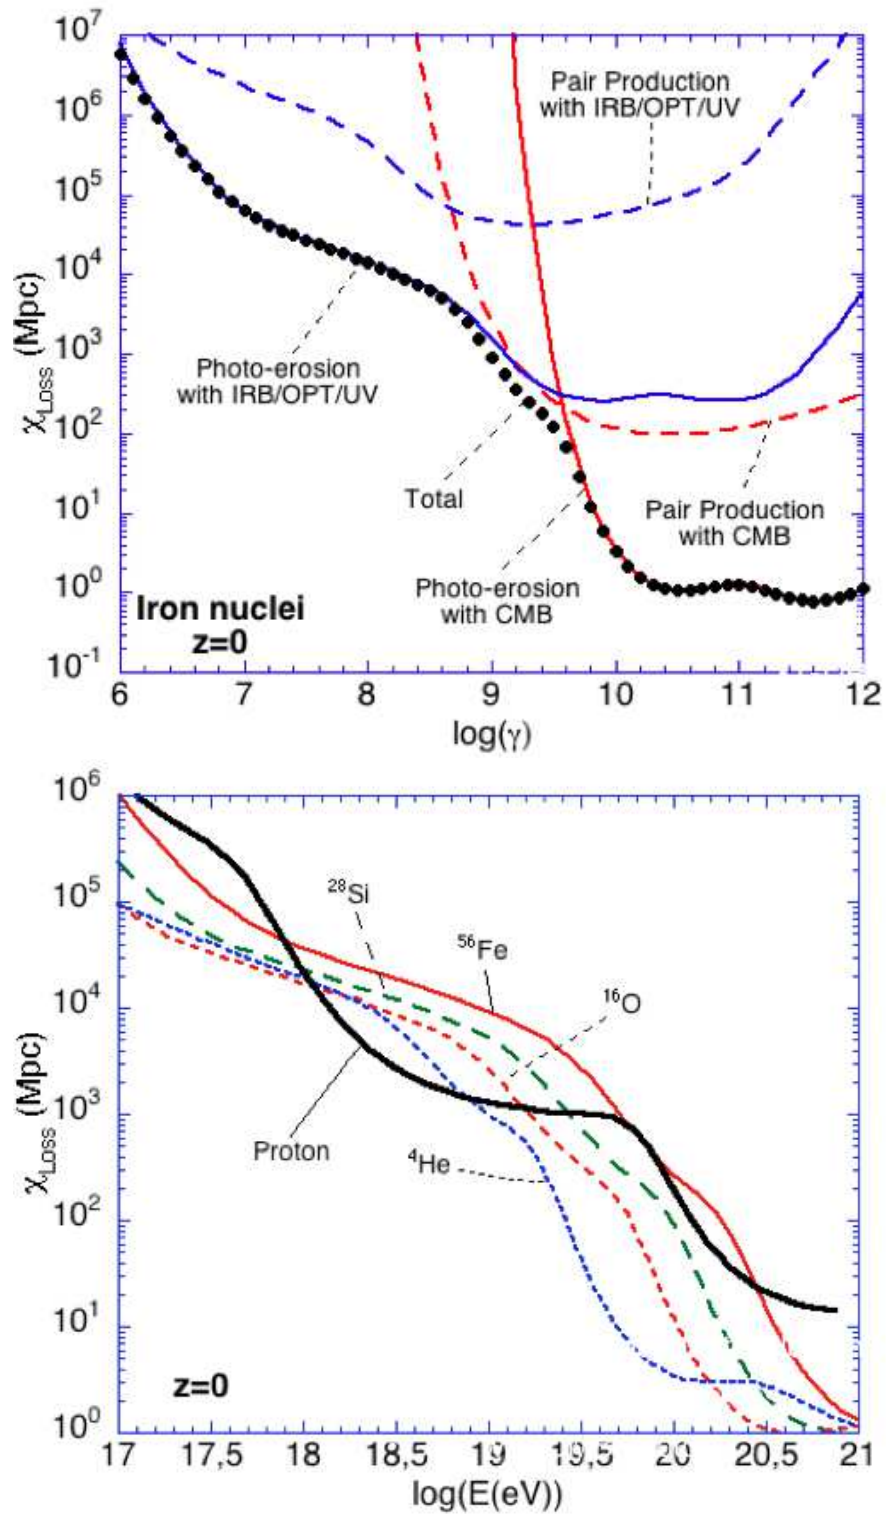 10^7
10^6
10^5
10^4
10^3
10^2
10^1
10^0
10^-1
χ_Loss (Mpc)
Pair Production
with IRB/OPT/UV
Photo-erosion
with IRB/OPT/UV
Total
Pair Production
with CMB
Photo-erosion
with CMB
Iron nuclei
z=0
6 7 8 9 10 11 12
log(γ)
10^6
10^5
10^4
10^3
10^2
10^1
10^0
χ_Loss (Mpc)
^28Si
^56Fe
^16O
Proton
^4He
z=0
17 17,5 18 18,5 19 19,5 20 20,5 21
log(E(eV))